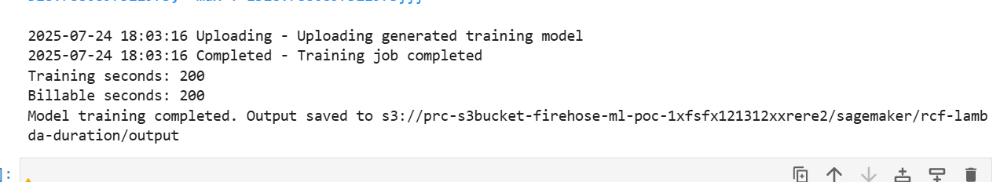 2025-07-24 18:03:16 Uploading - Uploading generated training model
2025-07-24 18:03:16 Completed - Training job completed
Training seconds: 200
Billable seconds: 200
Model training completed. Output saved to s3://prc-s3bucket-firehose-ml-poc-1xfsfx121312xxrere2/sagemaker/rcf-lamb
da-duration/output
]: